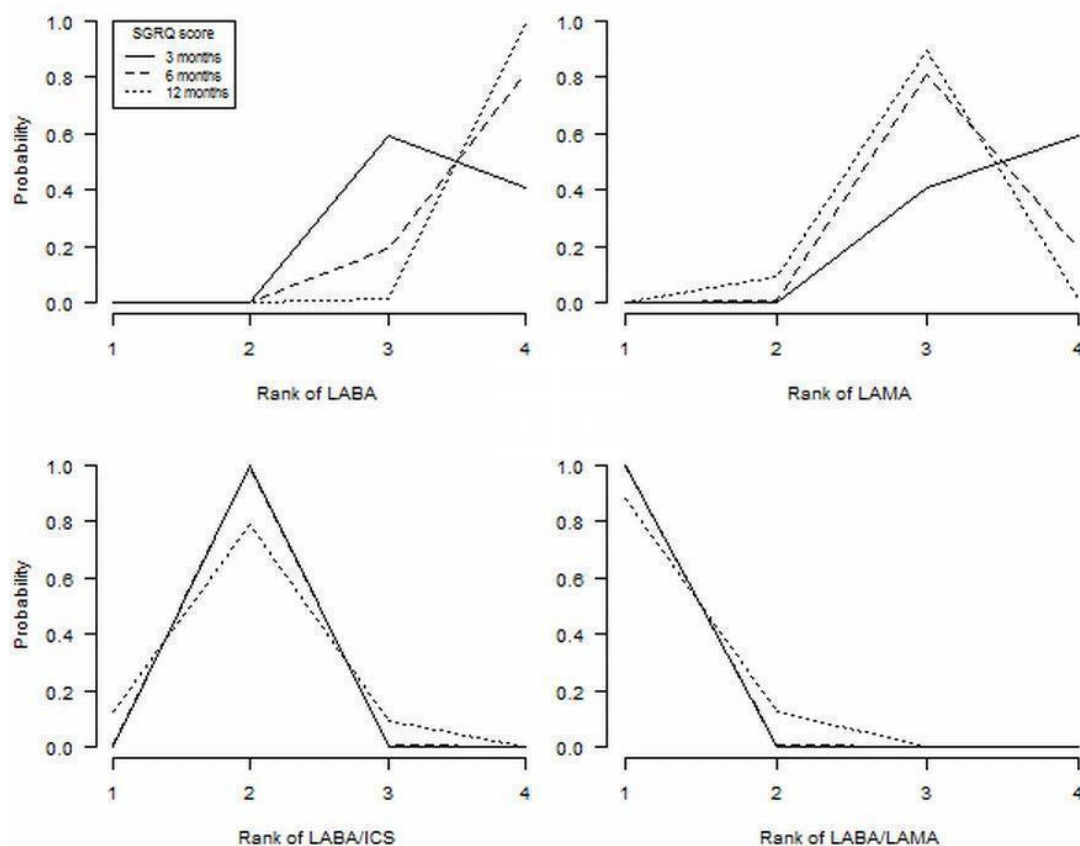 SGRQ score
3 months
6 months
12 months
Probability
1.0
0.8
0.6
0.4
0.2
0.0
1 2 3 4
Rank of LABA
1.0
0.8
0.6
0.4
0.2
0.0
1 2 3 4
Rank of LAMA
Probability
1.0
0.8
0.6
0.4
0.2
0.0
1 2 3 4
Rank of LABA/ICS
1.0
0.8
0.6
0.4
0.2
0.0
1 2 3 4
Rank of LABA/LAMA